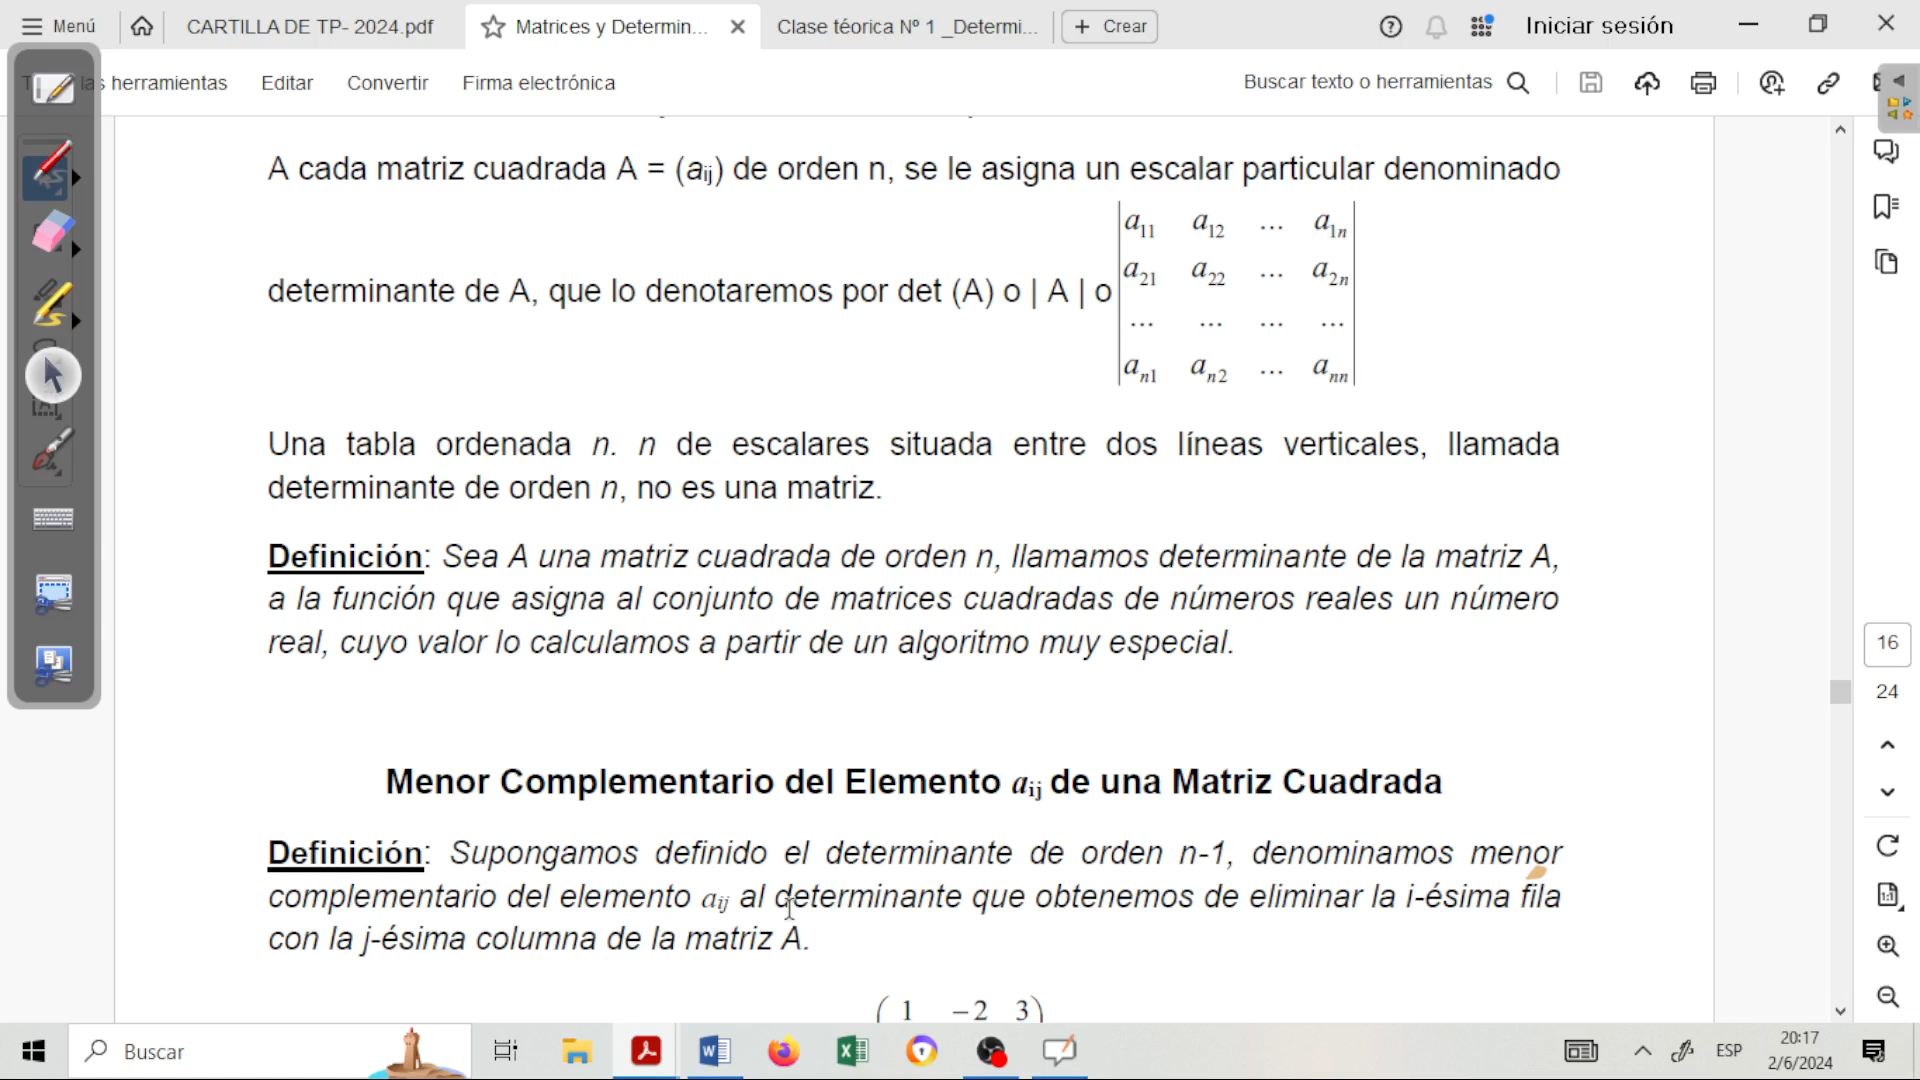 Menú
CARTILLA DE TP- 2024.pdf
Matrices y Determin...
Clase téorica Nº 1 _Determi...
+ Crear
Iniciar sesión
las herramientas
Editar
Convertir
Firma electrónica
Buscar texto o herramientas
A cada matriz cuadrada A = (aij) de orden n, se le asigna un escalar particular denominado
a11 a12 ... a1n
a21 a22 ... a2n
determinante de A, que lo denotaremos por det (A) o | A | o
... ... ... ...
an1 an2 ... ann
Una tabla ordenada n. n de escalares situada entre dos líneas verticales, llamada
determinante de orden n, no es una matriz.
Definición: Sea A una matriz cuadrada de orden n, llamamos determinante de la matriz A,
a la función que asigna al conjunto de matrices cuadradas de números reales un número
real, cuyo valor lo calculamos a partir de un algoritmo muy especial.
Menor Complementario del Elemento aij de una Matriz Cuadrada
Definición: Supongamos definido el determinante de orden n-1, denominamos menor
complementario del elemento aij al determinante que obtenemos de eliminar la i-ésima fila
con la j-ésima columna de la matriz A.
( 1 −2 3 )
16
24
1:1
Buscar
ESP
20:17
2/6/2024